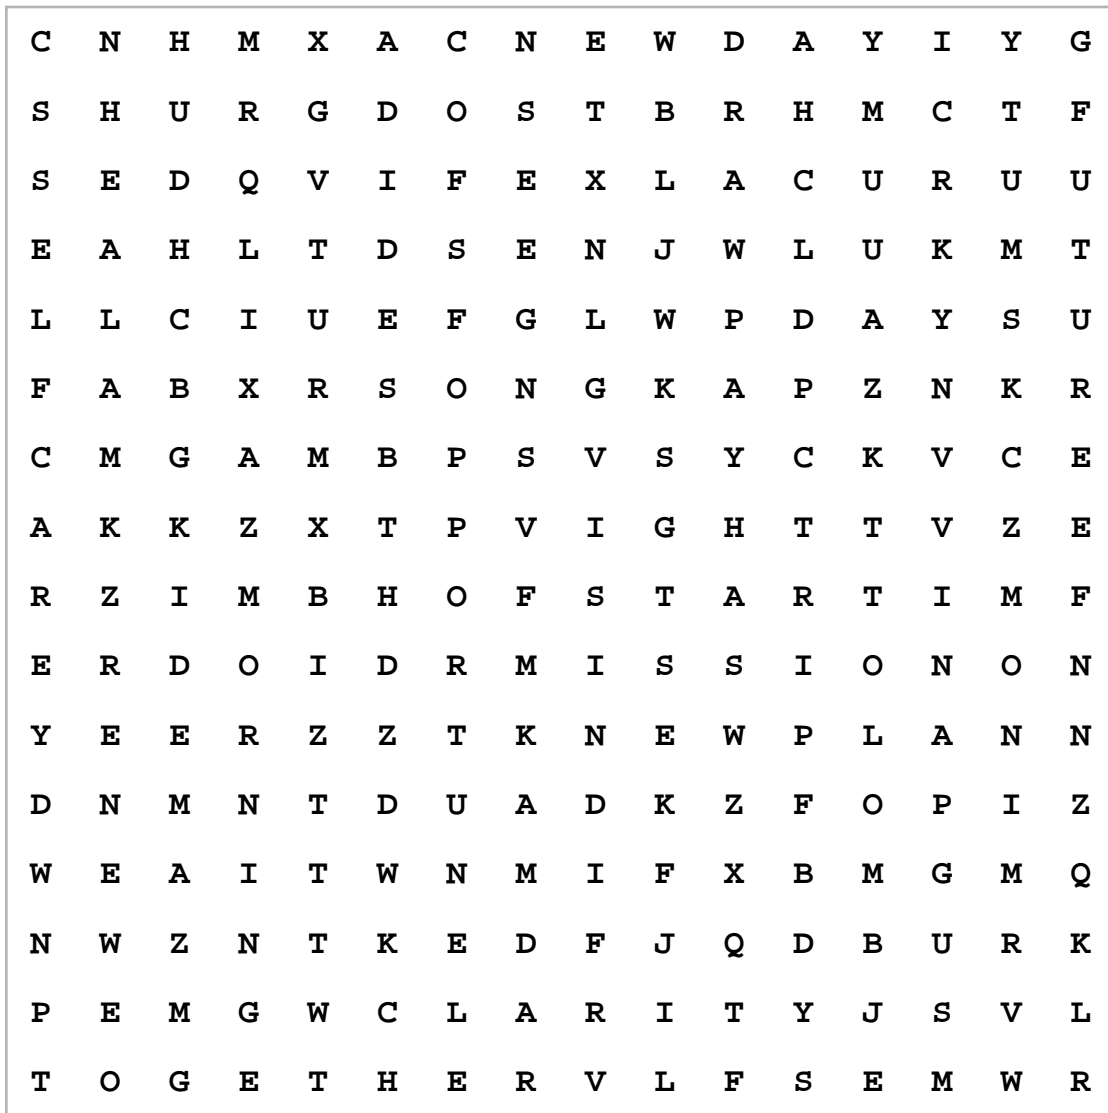 C N H M X A C N E W D A Y I Y G
S H U R G D O S T B R H M C T F
S E D Q V I F E X L A C U R U U
E A H L T D S E N J W L U K M T
L L C I U E F G L W P D A Y S U
F A B X R S O N G K A P Z N K R
C M G A M B P S V S Y C K V C E
A K K Z X T P V I G H T T V Z E
R Z I M B H O F S T A R T I M F
E R D O I D R M I S S I O N O N
Y E E R Z Z T K N E W P L A N N
D N M N T D U A D K Z F O P I Z
W E A I T W N M I F X B M G M Q
N W Z N T K E D F J Q D B U R K
P E M G W C L A R I T Y J S V L
T O G E T H E R V L F S E M W R